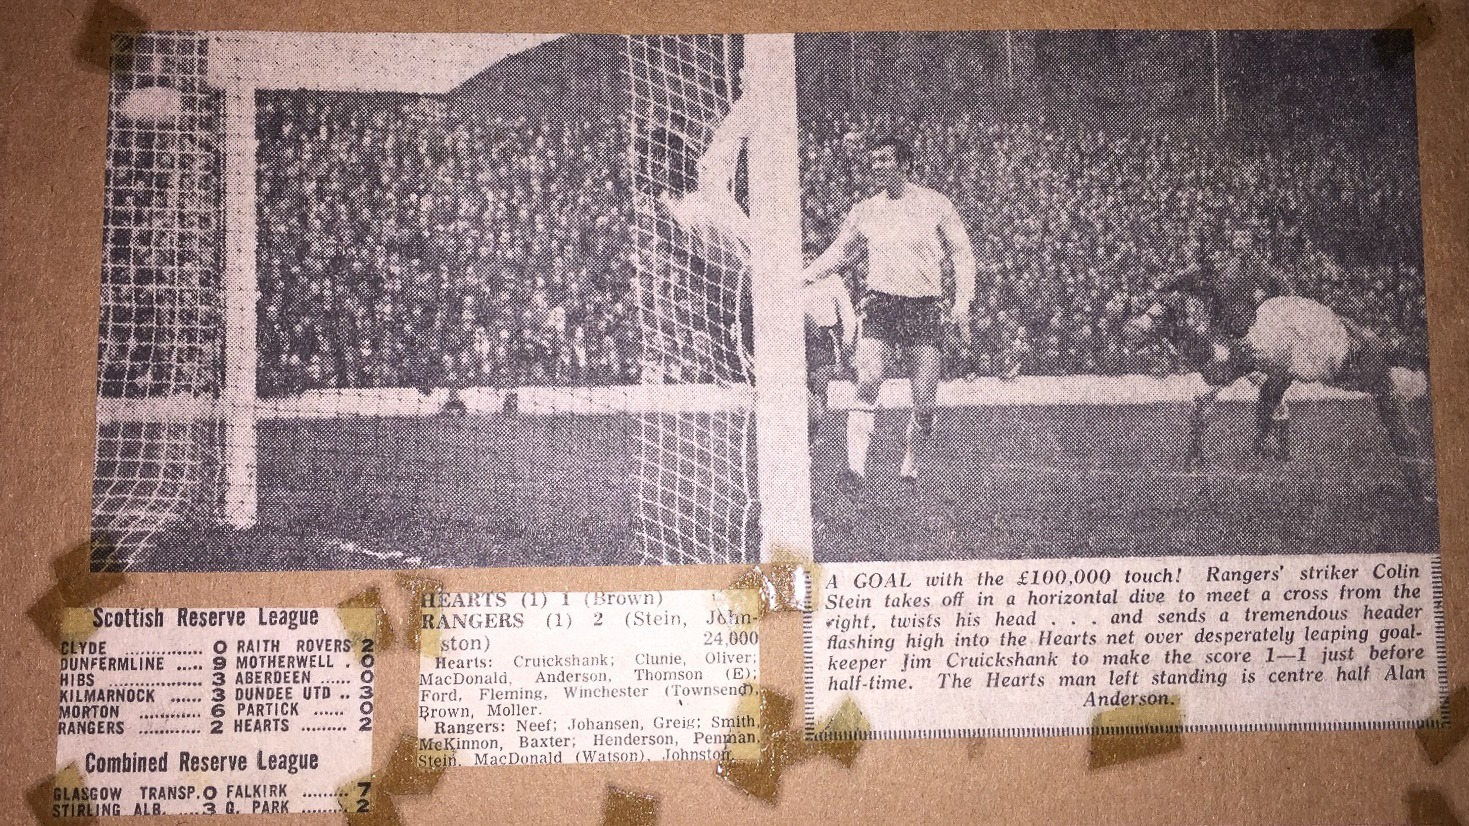 Scottish Reserve League
CLYDE ............. 0 RAITH ROVERS 2
DUNFERMLINE ..... 9 MOTHERWELL . 0
HIBS ................. 3 ABERDEEN ..... 0
KILMARNOCK ..... 3 DUNDEE UTD .. 3
MORTON ........... 6 PARTICK ...... 0
RANGERS ........... 2 HEARTS ......... 2
Combined Reserve League
GLASGOW TRANSP. 0 FALKIRK ......... 7
STIRLING ALB. .... 3 Q. PARK ......... 2
HEARTS (1) 1 (Brown)
RANGERS (1) 2 (Stein, John-
ston) 24,000
Hearts: Cruickshank; Clunie, Oliver;
MacDonald, Anderson, Thomson (E);
Ford, Fleming, Winchester (Townsend),
Brown, Moller.
Rangers: Neef; Johansen, Greig; Smith,
McKinnon, Baxter; Henderson, Penman,
Stein, MacDonald (Watson), Johnston.
A GOAL with the £100,000 touch! Rangers' striker Colin
Stein takes off in a horizontal dive to meet a cross from the
right, twists his head . . . and sends a tremendous header
flashing high into the Hearts net over desperately leaping goal-
keeper Jim Cruickshank to make the score 1—1 just before
half-time. The Hearts man left standing is centre half Alan
Anderson.